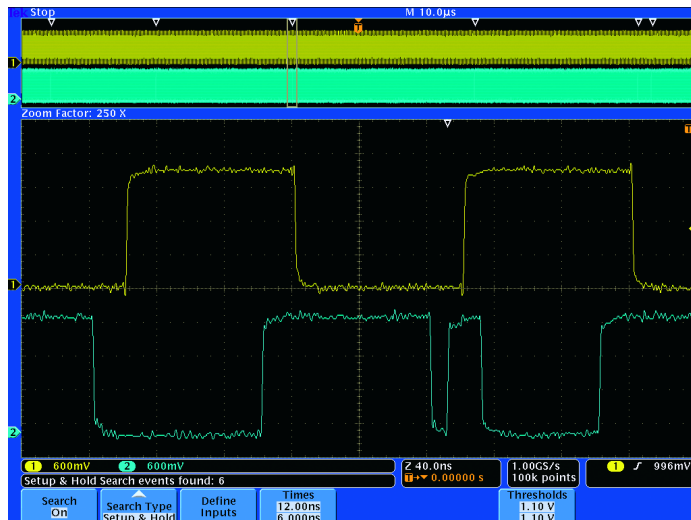 Tek Stop
M 10.0µs
T
1
2
Zoom Factor: 250 X
T
1
2
1 600mV 2 600mV
Z 40.0ns
T 0.00000 s
1.00GS/s
100k points
1 996mV
Setup & Hold Search events found: 6
Search
On
Search Type
Setup & Hold
Define
Inputs
Times
12.00ns
6.000ns
Thresholds
1.10 V
1.10 V